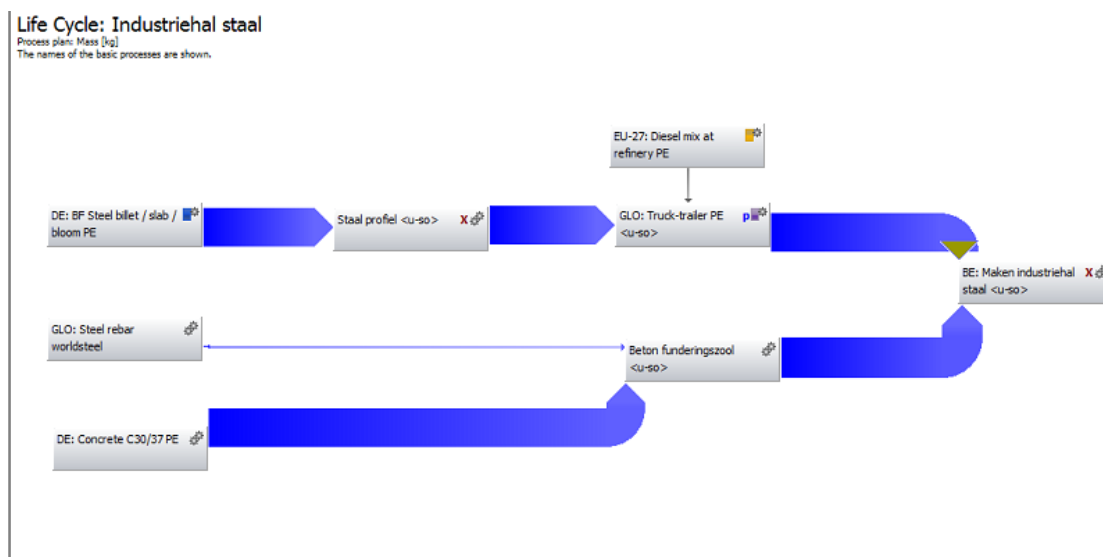 Life Cycle: Industriehal staal
Process plan: Mass [kg]
The names of the basic processes are shown.
EU-27: Diesel mix at
refinery PE
DE: BF Steel billet / slab /
bloom PE
Staal profiel <u-so>
X
GLO: Truck-trailer PE
<u-so>
p
BE: Maken industriehal
staal <u-so>
X
GLO: Steel rebar
worldsteel
Beton funderingszool
<u-so>
DE: Concrete C30/37 PE